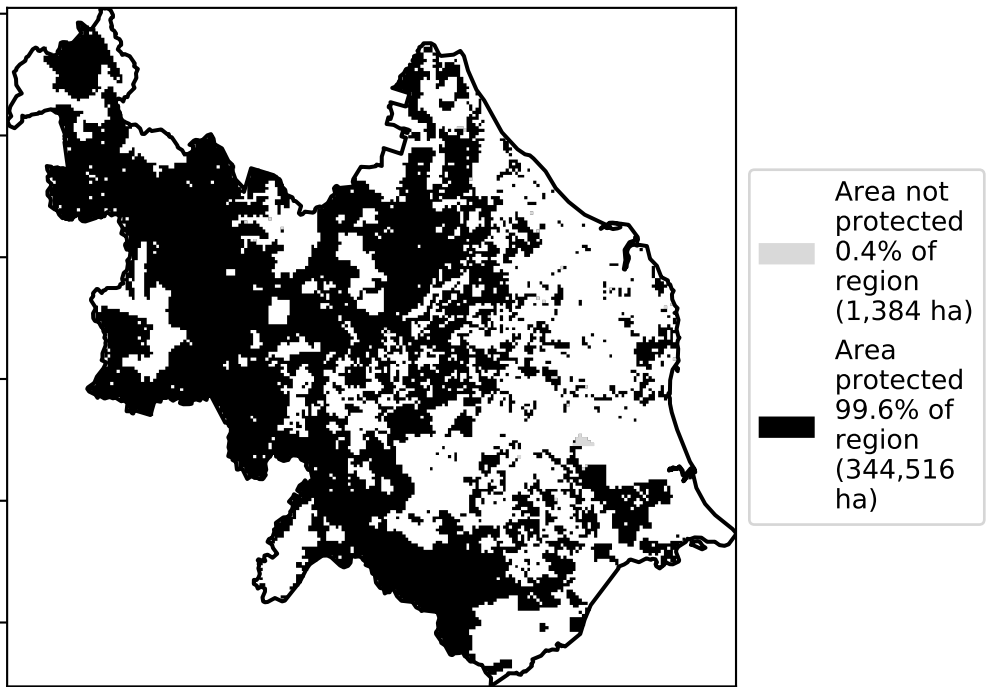 Area not
protected
0.4% of
region
(1,384 ha)
Area
protected
99.6% of
region
(344,516
ha)